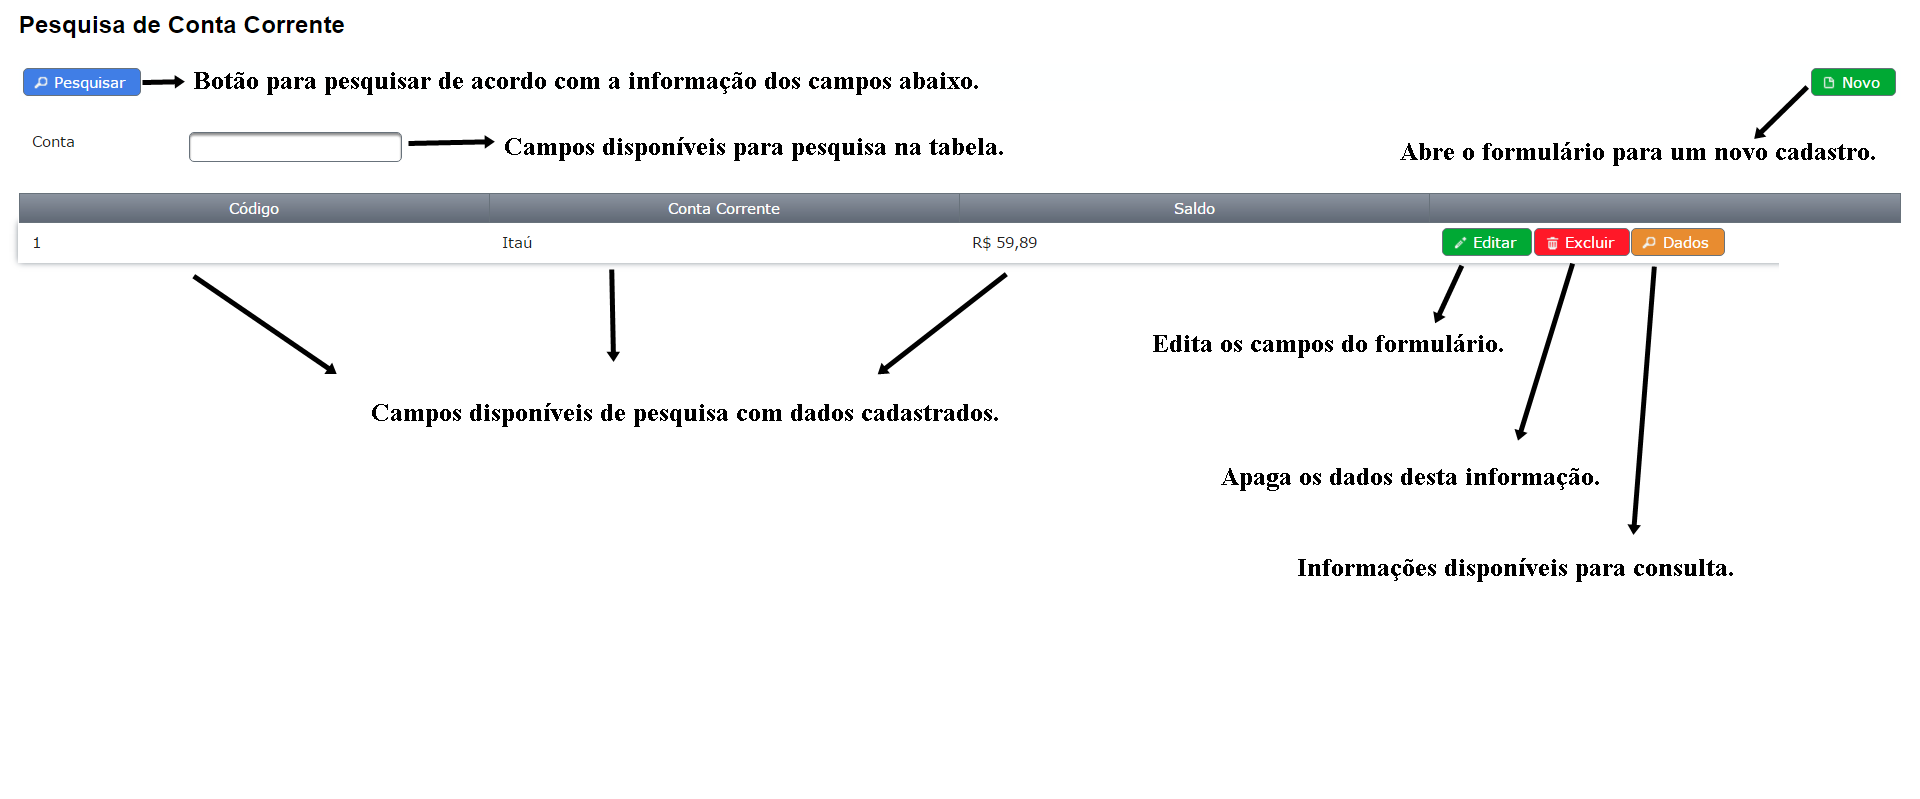 Pesquisa de Conta Corrente
Pesquisar
Botão para pesquisar de acordo com a informação dos campos abaixo.
Novo
Conta
Campos disponíveis para pesquisa na tabela.
Abre o formulário para um novo cadastro.
Código Conta Corrente Saldo
1 Itaú R$ 59,89 Editar Excluir Dados
Edita os campos do formulário.
Campos disponíveis de pesquisa com dados cadastrados.
Apaga os dados desta informação.
Informações disponíveis para consulta.